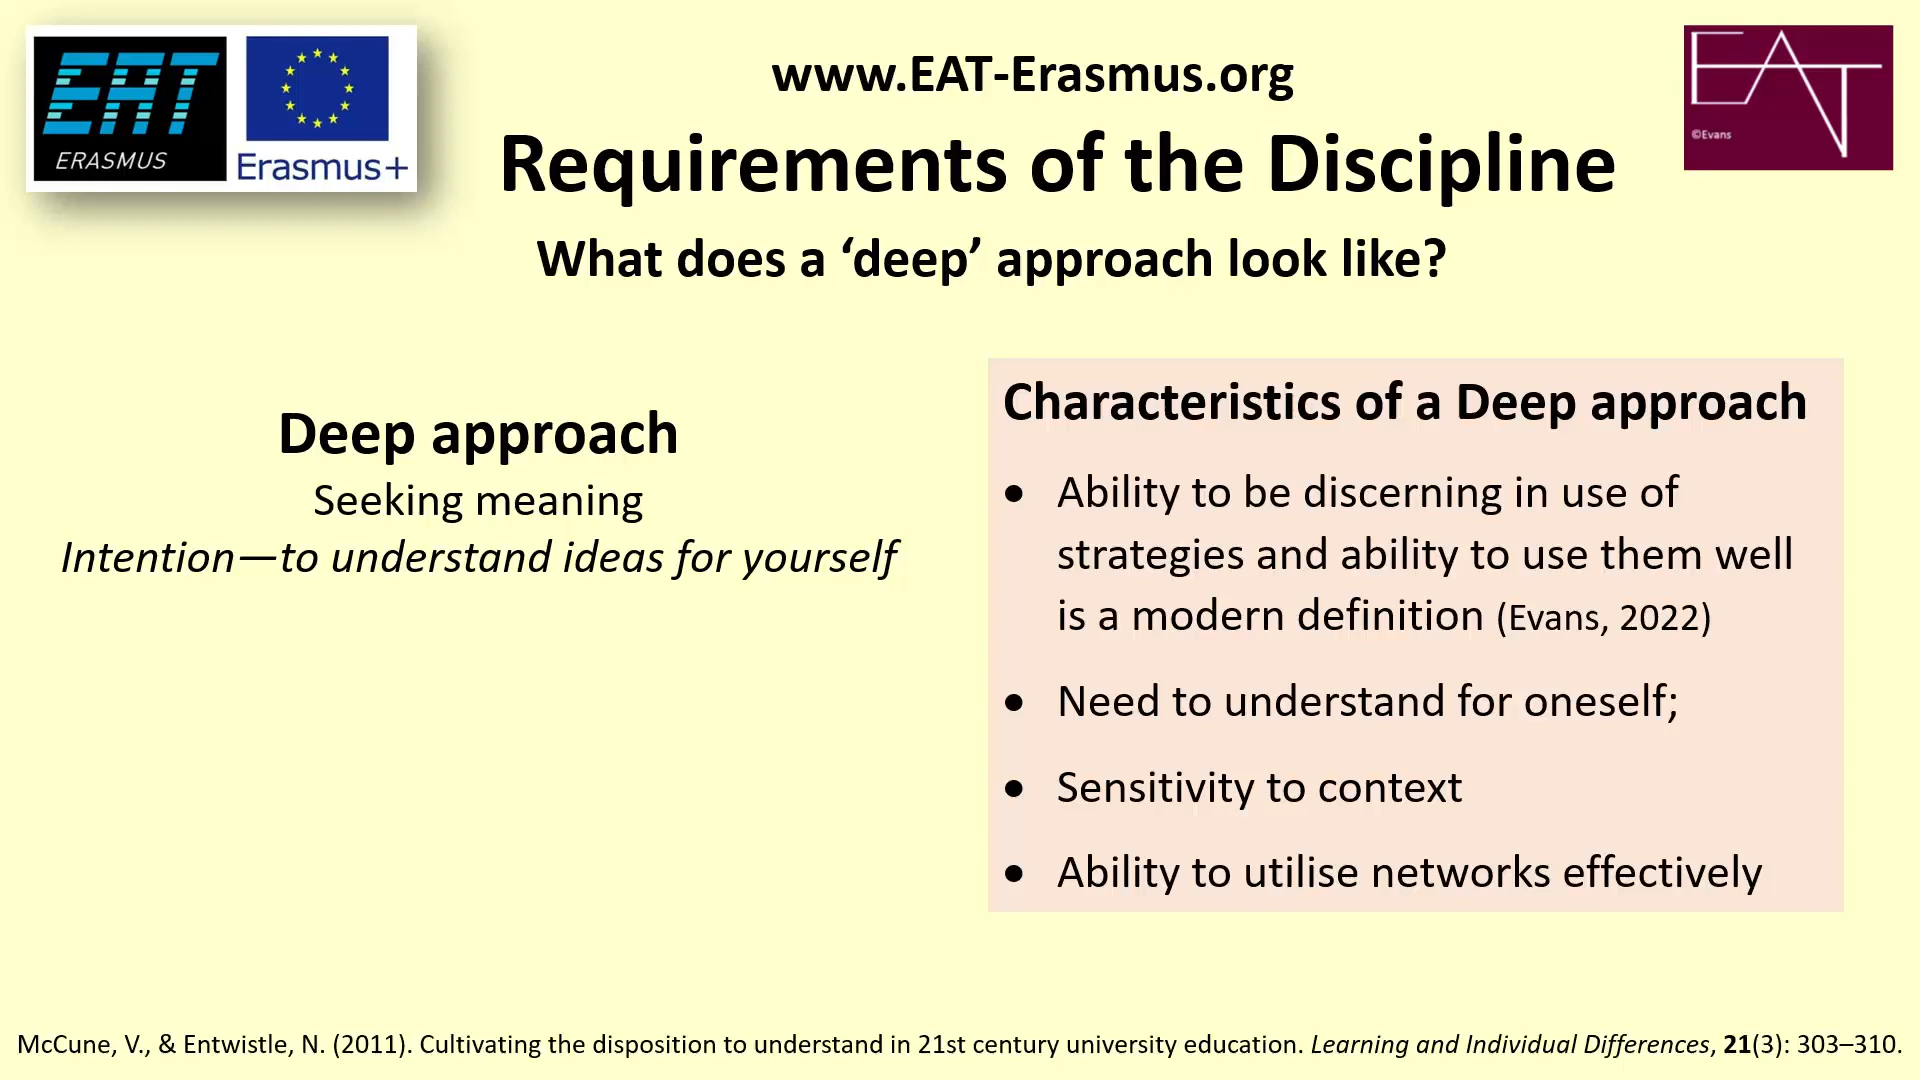 EAT
ERASMUS
Erasmus+
www.EAT-Erasmus.org
EAT
©Evans
Requirements of the Discipline
What does a ‘deep’ approach look like?
Deep approach
Seeking meaning
Intention—to understand ideas for yourself
Characteristics of a Deep approach
• Ability to be discerning in use of
strategies and ability to use them well
is a modern definition (Evans, 2022)
• Need to understand for oneself;
• Sensitivity to context
• Ability to utilise networks effectively
McCune, V., & Entwistle, N. (2011). Cultivating the disposition to understand in 21st century university education. Learning and Individual Differences, 21(3): 303–310.